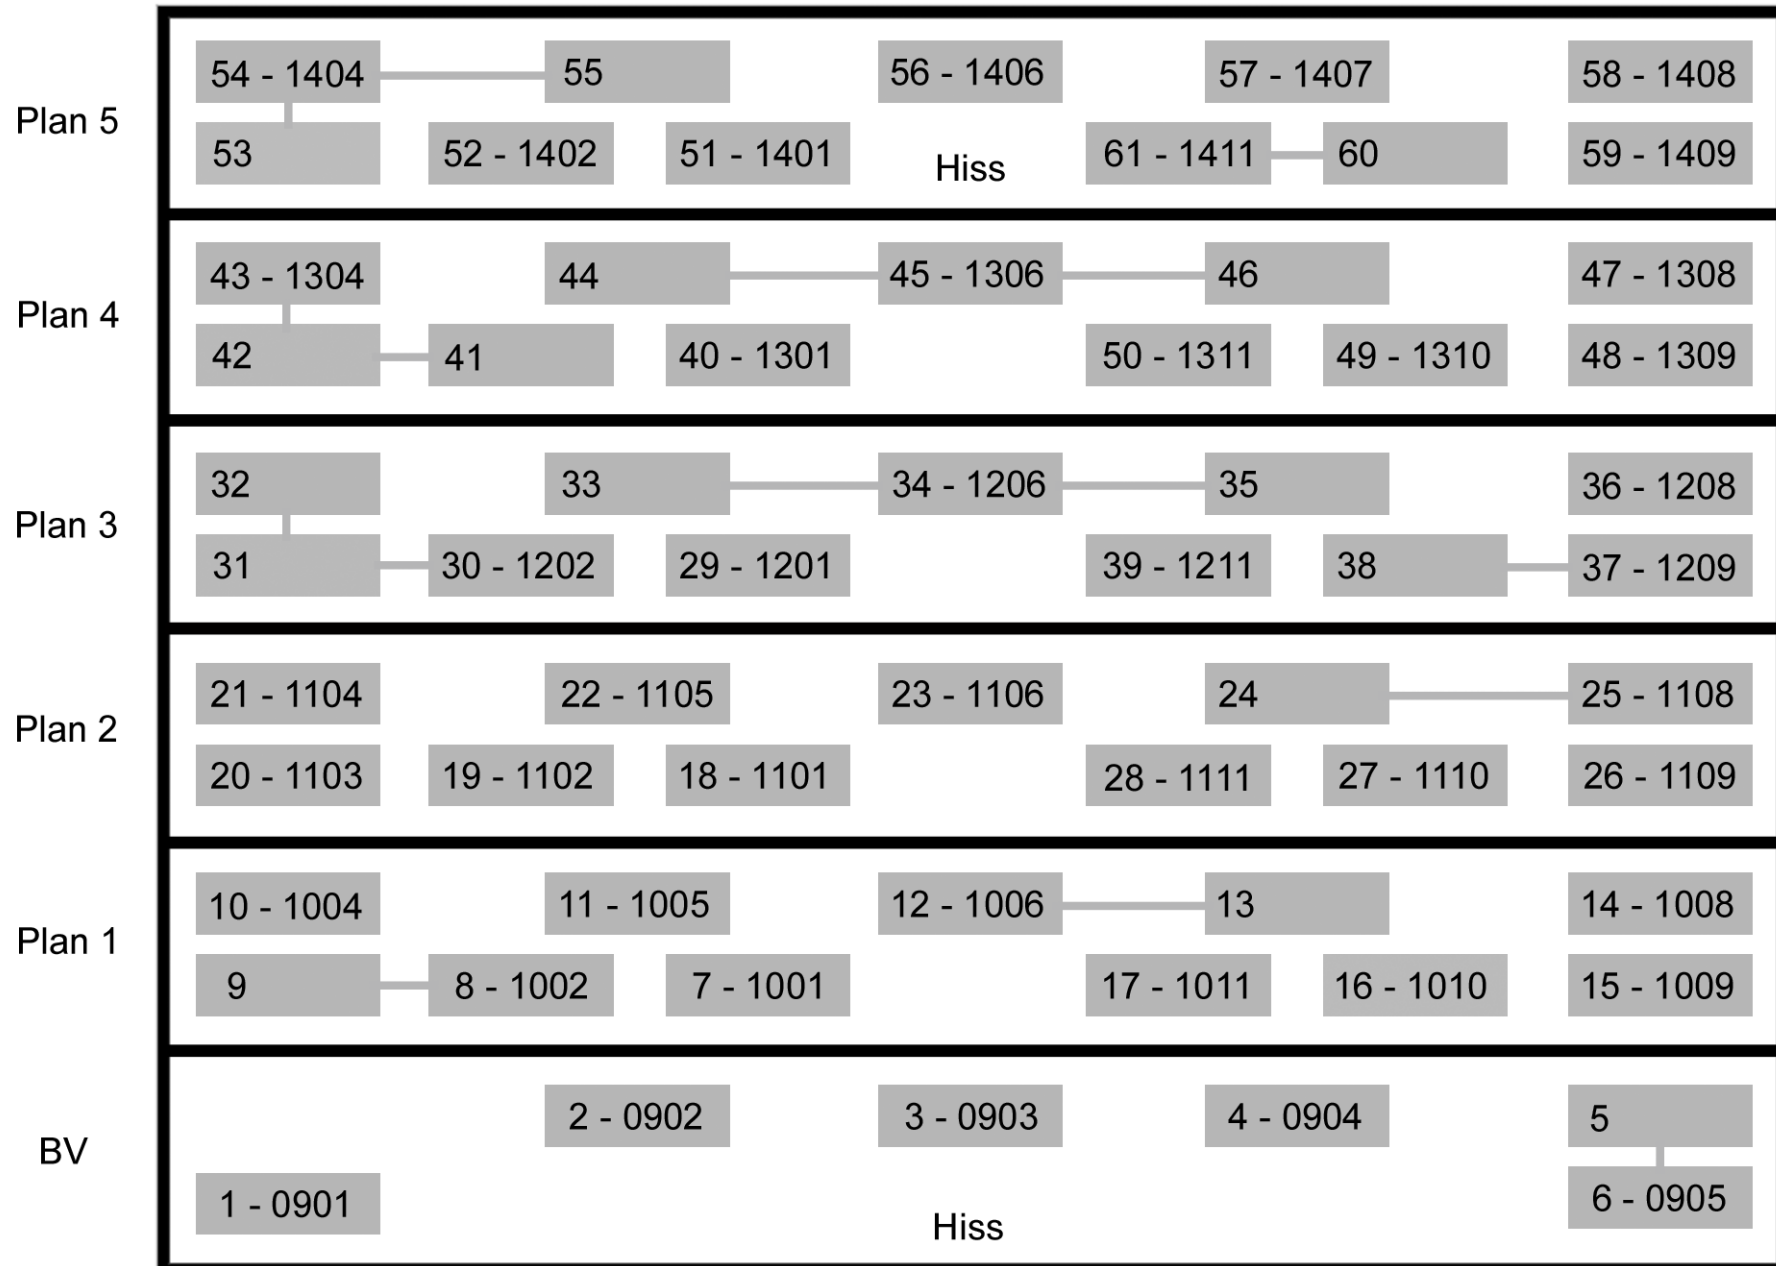 54 - 1404 55 56 - 1406 57 - 1407 58 - 1408
Plan 5
53 52 - 1402 51 - 1401 Hiss 61 - 1411 60 59 - 1409
43 - 1304 44 45 - 1306 46 47 - 1308
Plan 4
42 41 40 - 1301 50 - 1311 49 - 1310 48 - 1309
32 33 34 - 1206 35 36 - 1208
Plan 3
31 30 - 1202 29 - 1201 39 - 1211 38 37 - 1209
21 - 1104 22 - 1105 23 - 1106 24 25 - 1108
Plan 2
20 - 1103 19 - 1102 18 - 1101 28 - 1111 27 - 1110 26 - 1109
10 - 1004 11 - 1005 12 - 1006 13 14 - 1008
Plan 1
9 8 - 1002 7 - 1001 17 - 1011 16 - 1010 15 - 1009
2 - 0902 3 - 0903 4 - 0904 5
BV
1 - 0901 6 - 0905
Hiss